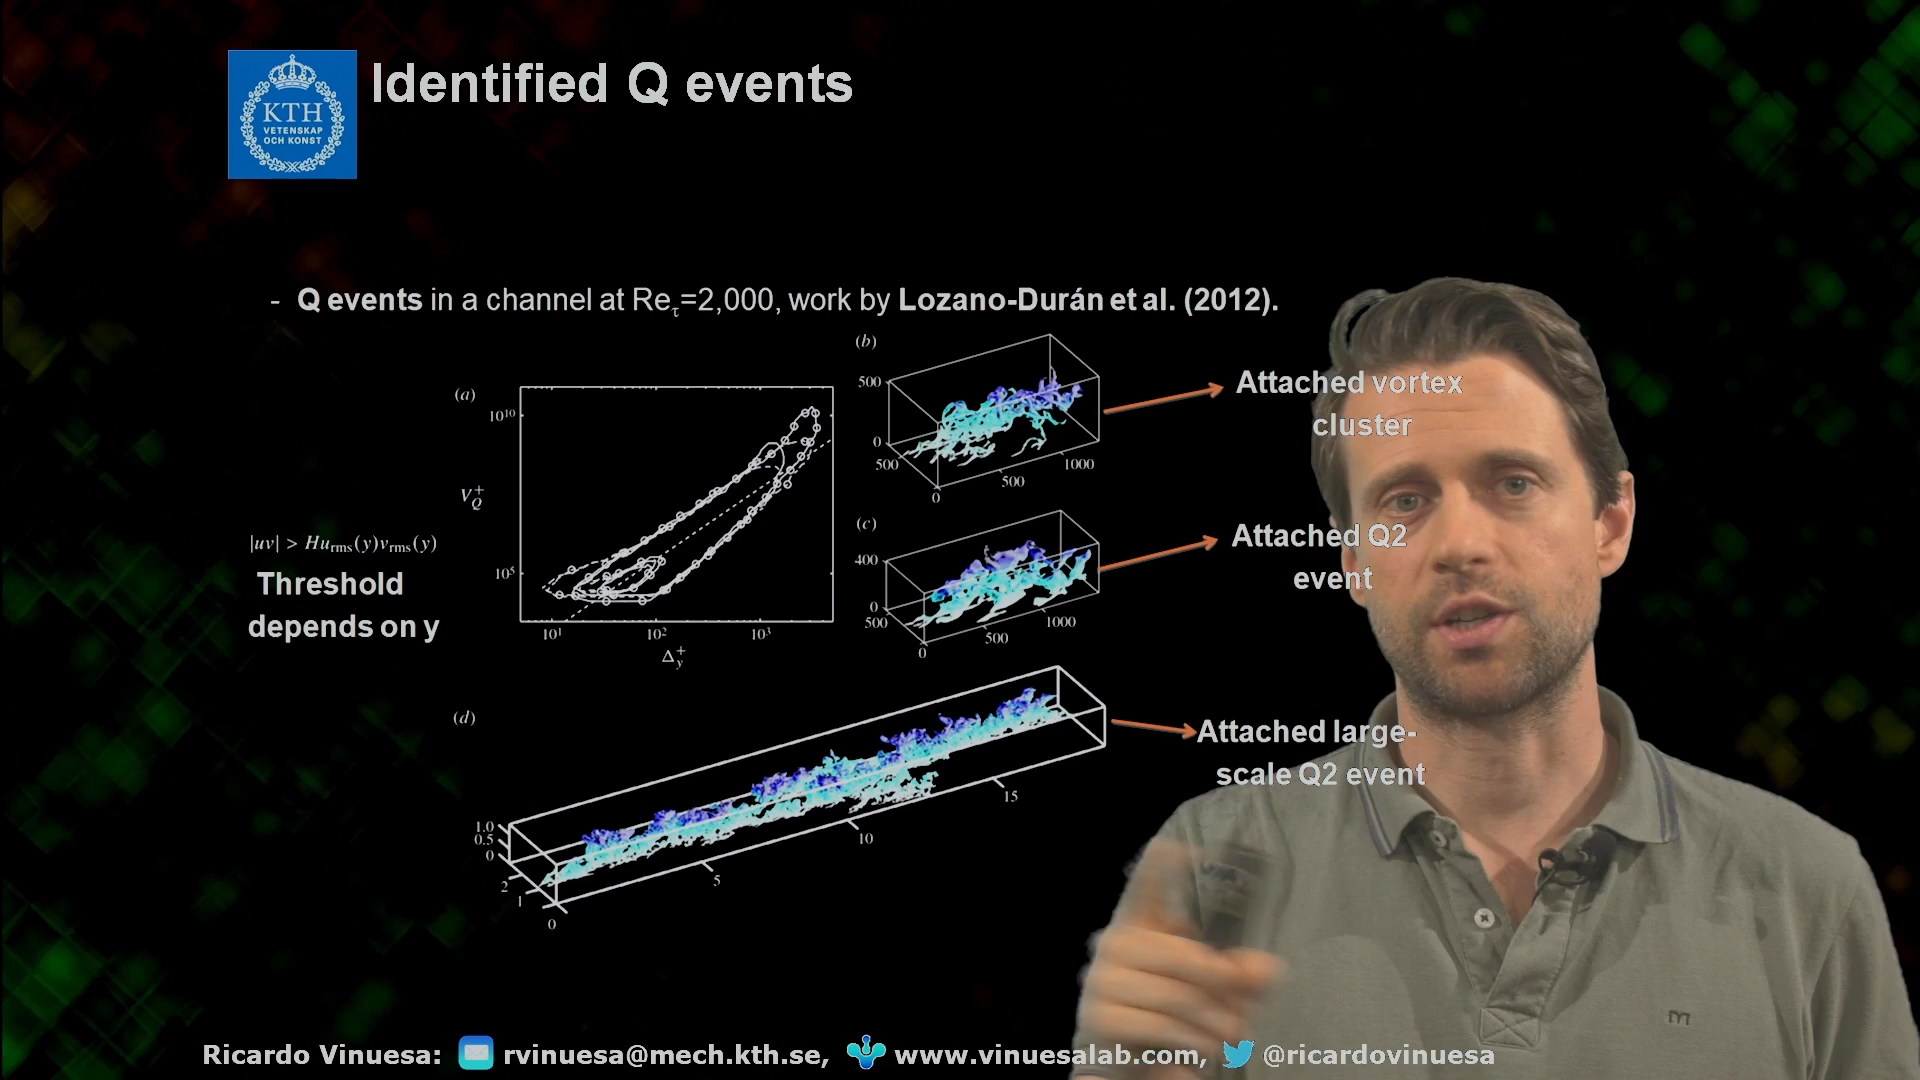 KTH
VETENSKAP
OCH KONST
Identified Q events
- Q events in a channel at Reτ=2,000, work by Lozano-Durán et al. (2012).
(a)
10¹⁰
10⁵
V_Q^+
10¹ 10² 10³
Δ_y^+
|uv| > Hu_rms(y)v_rms(y)
Threshold
depends on y
(b)
500
0
500
0
500
1000
Attached vortex
cluster
(c)
400
0
500
0
500
1000
Attached Q2
event
(d)
1.0
0.5
0
2
1
0
5
10
15
Attached large-
scale Q2 event
m
Ricardo Vinuesa: rvinuesa@mech.kth.se, www.vinuesalab.com, @ricardovinuesa